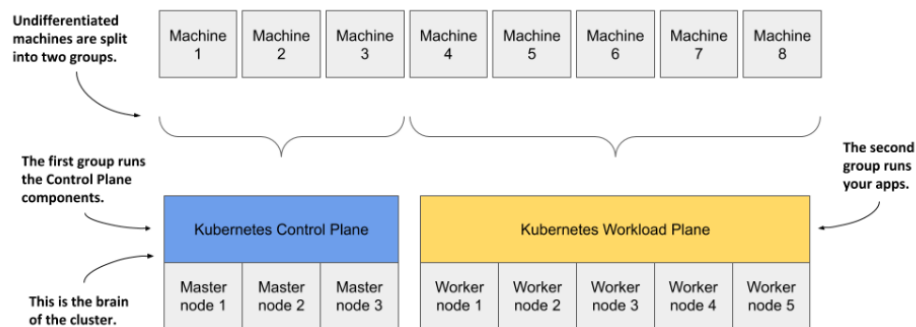 Undifferentiated
machines are split
into two groups.
Machine
1
Machine
2
Machine
3
Machine
4
Machine
5
Machine
6
Machine
7
Machine
8
The first group runs
the Control Plane
components.
The second
group runs
your apps.
Kubernetes Control Plane
Kubernetes Workload Plane
This is the brain
of the cluster.
Master
node 1
Master
node 2
Master
node 3
Worker
node 1
Worker
node 2
Worker
node 3
Worker
node 4
Worker
node 5